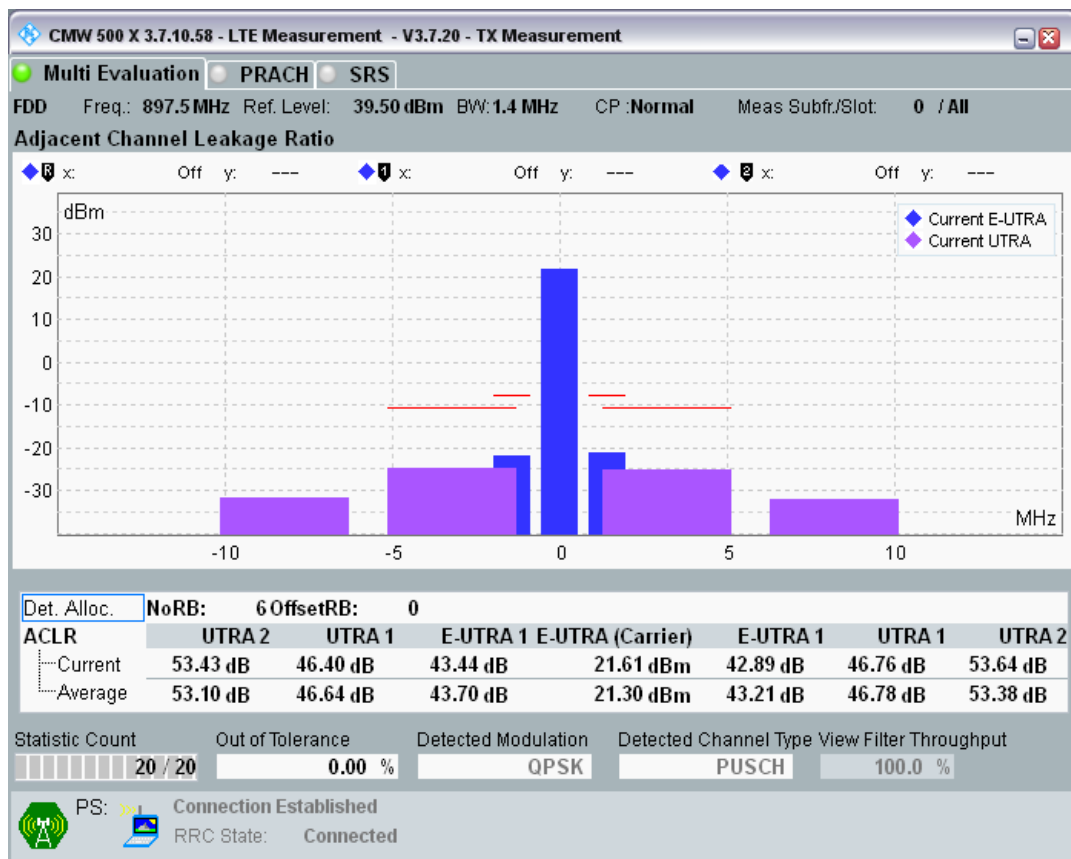 CMW 500 X 3.7.10.58 - LTE Measurement - V3.7.20 - TX Measurement
Multi Evaluation PRACH SRS
FDD Freq.: 897.5 MHz Ref. Level: 39.50 dBm BW: 1.4 MHz CP :Normal Meas Subfr./Slot: 0 / All
Adjacent Channel Leakage Ratio
R x: Off y: --- 1 x: Off y: --- 2 x: Off y: ---
dBm
Current E-UTRA
Current UTRA
30
20
10
0
-10
-20
-30
MHz
-10 -5 0 5 10
Det. Alloc. NoRB: 6 OffsetRB: 0
ACLR UTRA 2 UTRA 1 E-UTRA 1 E-UTRA (Carrier) E-UTRA 1 UTRA 1 UTRA 2
Current 53.43 dB 46.40 dB 43.44 dB 21.61 dBm 42.89 dB 46.76 dB 53.64 dB
Average 53.10 dB 46.64 dB 43.70 dB 21.30 dBm 43.21 dB 46.78 dB 53.38 dB
Statistic Count Out of Tolerance Detected Modulation Detected Channel Type View Filter Throughput
20 / 20 0.00 % QPSK PUSCH 100.0 %
PS: Connection Established
RRC State: Connected